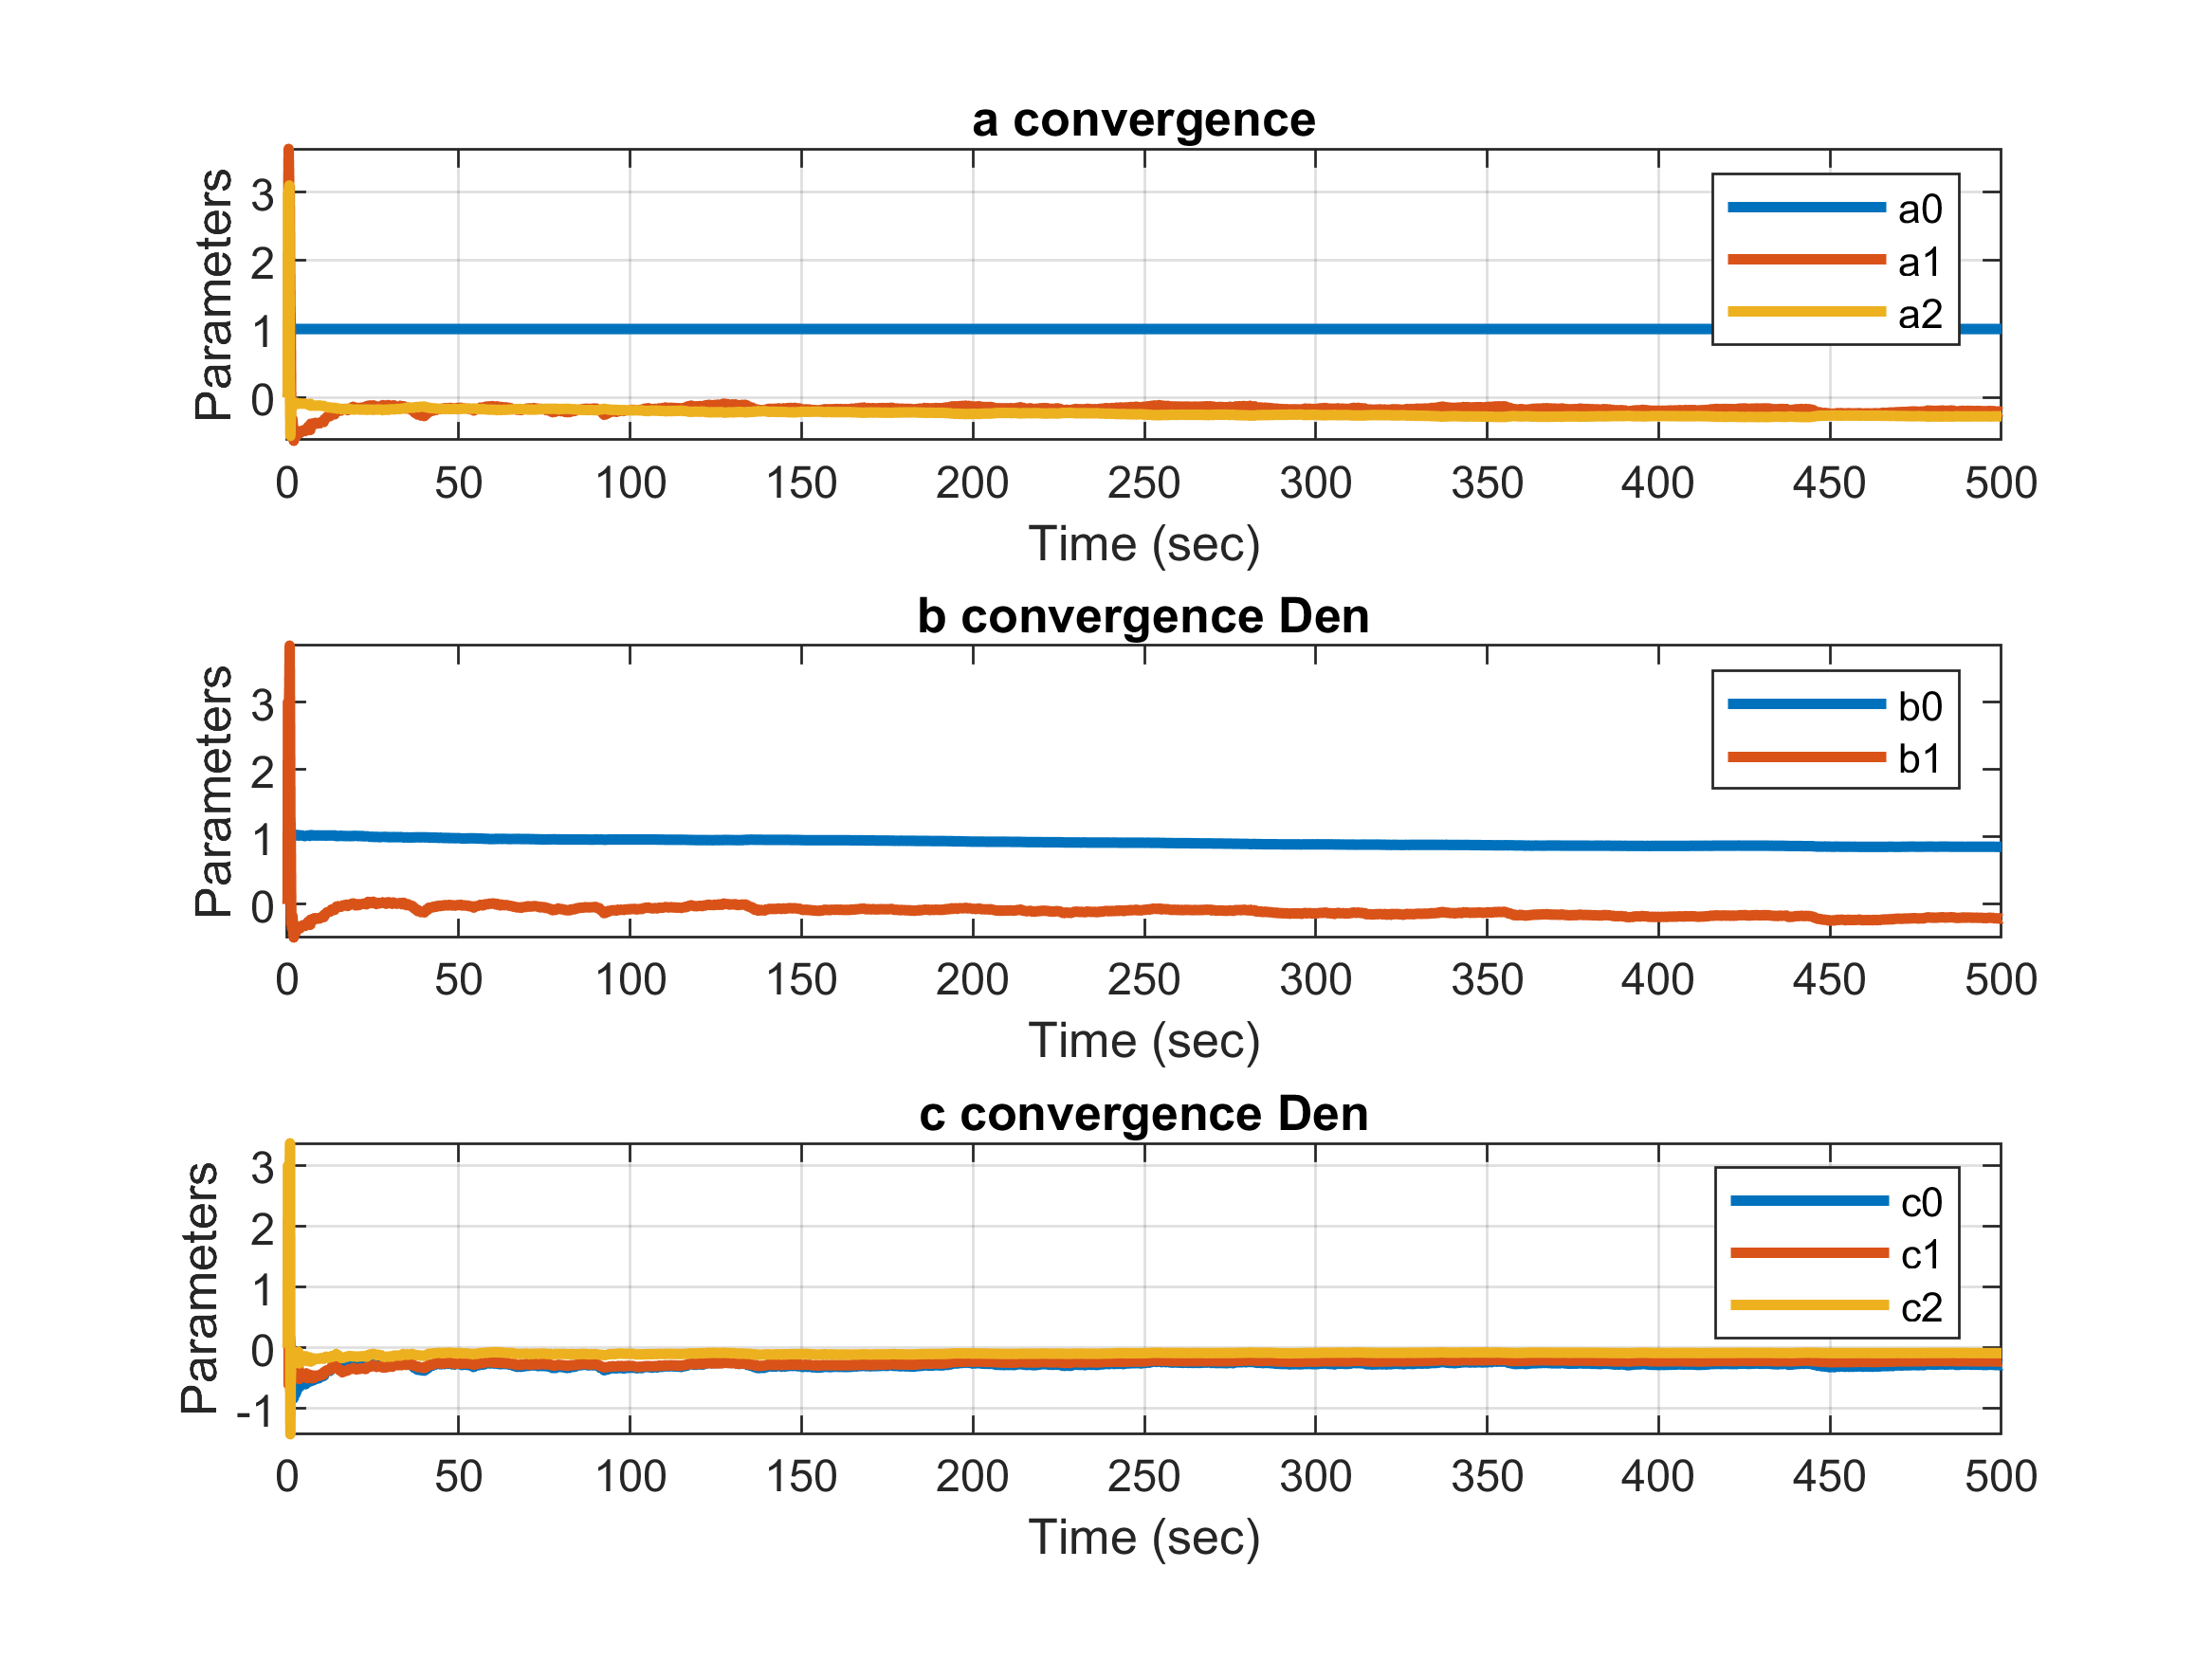 a convergence
Parameters
3
2
1
0
a0
a1
a2
0 50 100 150 200 250 300 350 400 450 500
Time (sec)
b convergence Den
Parameters
3
2
1
0
b0
b1
0 50 100 150 200 250 300 350 400 450 500
Time (sec)
c convergence Den
Parameters
3
2
1
0
-1
c0
c1
c2
0 50 100 150 200 250 300 350 400 450 500
Time (sec)